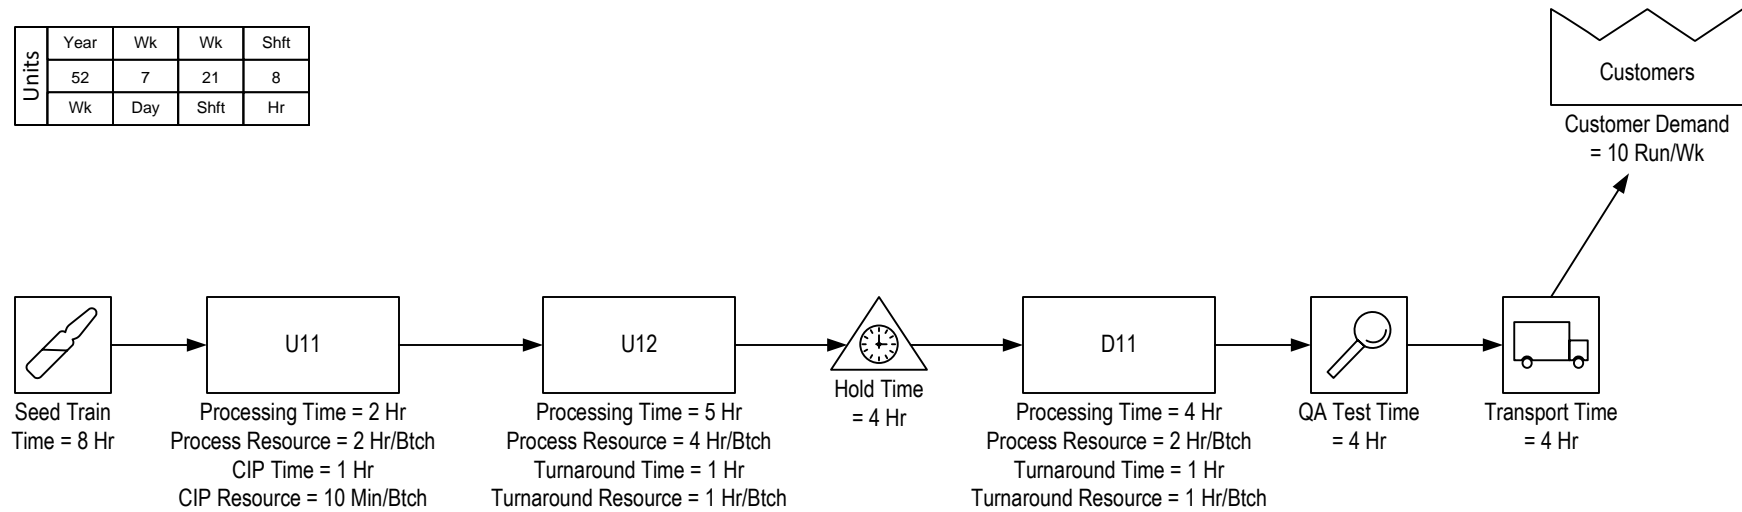 Units
Year Wk Wk Shft
52 7 21 8
Wk Day Shft Hr
Customers
Customer Demand
= 10 Run/Wk
Seed Train
Time = 8 Hr
U11
Processing Time = 2 Hr
Process Resource = 2 Hr/Btch
CIP Time = 1 Hr
CIP Resource = 10 Min/Btch
U12
Processing Time = 5 Hr
Process Resource = 4 Hr/Btch
Turnaround Time = 1 Hr
Turnaround Resource = 1 Hr/Btch
Hold Time
= 4 Hr
D11
Processing Time = 4 Hr
Process Resource = 2 Hr/Btch
Turnaround Time = 1 Hr
Turnaround Resource = 1 Hr/Btch
QA Test Time
= 4 Hr
Transport Time
= 4 Hr